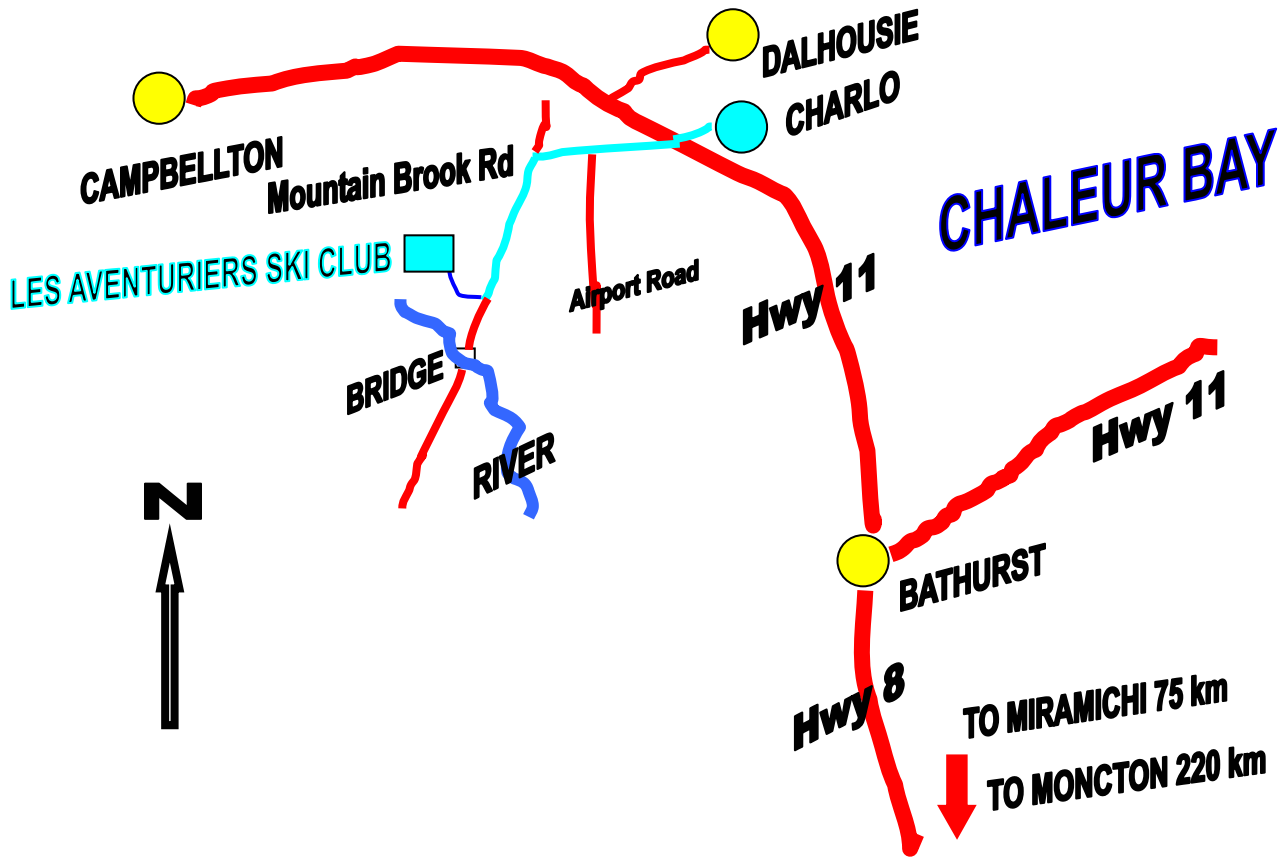 DALHOUSIE
CHARLO
CAMPBELLTON
Mountain Brook Rd
CHALEUR BAY
LES AVENTURIERS SKI CLUB
Airport Road
Hwy 11
BRIDGE
Hwy 11
RIVER
N
BATHURST
Hwy 8
TO MIRAMICHI 75 km
TO MONCTON 220 km